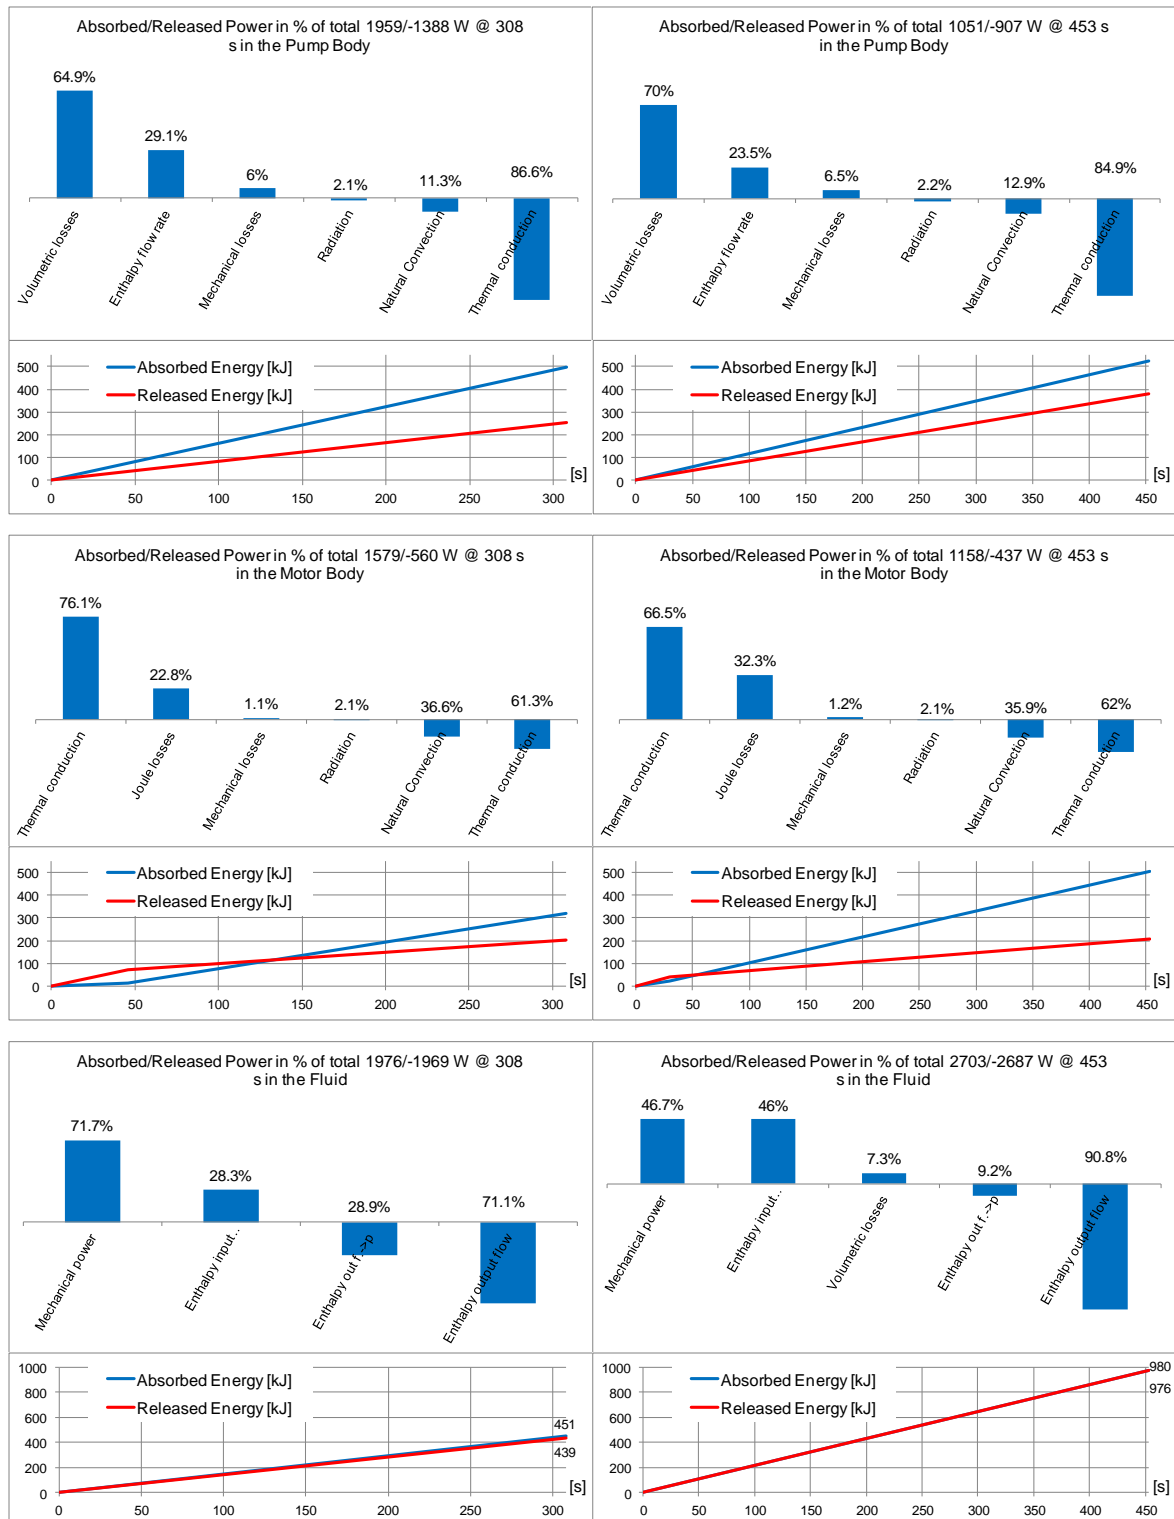 Absorbed/Released Power in % of total 1959/-1388 W @ 308
s in the Pump Body
64.9%
29.1%
6%
2.1%
11.3%
86.6%
Volumetric losses
Enthalpy flow rate
Mechanical losses
Radiation
Natural Convection
Thermal conduction
500
400
300
200
100
0
Absorbed Energy [kJ]
Released Energy [kJ]
[s]
0 50 100 150 200 250 300
Absorbed/Released Power in % of total 1051/-907 W @ 453 s
in the Pump Body
70%
23.5%
6.5%
2.2%
12.9%
84.9%
Volumetric losses
Enthalpy flow rate
Mechanical losses
Radiation
Natural Convection
Thermal conduction
500
400
300
200
100
0
Absorbed Energy [kJ]
Released Energy [kJ]
[s]
0 50 100 150 200 250 300 350 400 450
Absorbed/Released Power in % of total 1579/-560 W @ 308 s
in the Motor Body
76.1%
22.8%
1.1%
2.1%
36.6%
61.3%
Thermal conduction
Joule losses
Mechanical losses
Radiation
Natural Convection
Thermal conduction
500
400
300
200
100
0
Absorbed Energy [kJ]
Released Energy [kJ]
[s]
0 50 100 150 200 250 300
Absorbed/Released Power in % of total 1158/-437 W @ 453 s
in the Motor Body
66.5%
32.3%
1.2%
2.1%
35.9%
62%
Thermal conduction
Joule losses
Mechanical losses
Radiation
Natural Convection
Thermal conduction
500
400
300
200
100
0
Absorbed Energy [kJ]
Released Energy [kJ]
[s]
0 50 100 150 200 250 300 350 400 450
Absorbed/Released Power in % of total 1976/-1969 W @ 308
s in the Fluid
71.7%
28.3%
28.9%
71.1%
Mechanical power
Enthalpy input...
Enthalpy out f.->p
Enthalpy output flow
1000
800
600
400
200
0
Absorbed Energy [kJ]
Released Energy [kJ]
451
439
[s]
0 50 100 150 200 250 300
Absorbed/Released Power in % of total 2703/-2687 W @ 453
s in the Fluid
46.7%
46%
7.3%
9.2%
90.8%
Mechanical power
Enthalpy input...
Volumetric losses
Enthalpy out f.->p
Enthalpy output flow
1000
800
600
400
200
0
Absorbed Energy [kJ]
Released Energy [kJ]
980
976
[s]
0 50 100 150 200 250 300 350 400 450